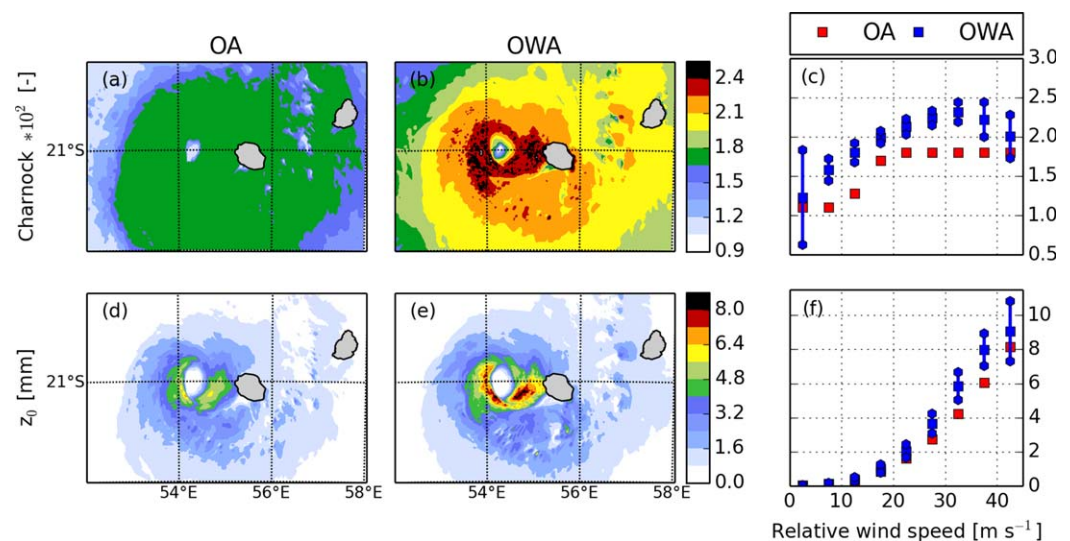 OA OWA
OA OWA
Charnock *10² [-]
(a)
(b)
(c)
21°S
2.4
2.1
1.8
1.5
1.2
0.9
3.0
2.5
2.0
1.5
1.0
0.5
z₀ [mm]
(d)
(e)
(f)
21°S
54°E 56°E 58°E
54°E 56°E 58°E
8.0
6.4
4.8
3.2
1.6
0.0
10
8
6
4
2
0
0 10 20 30 40
Relative wind speed [m s⁻¹]